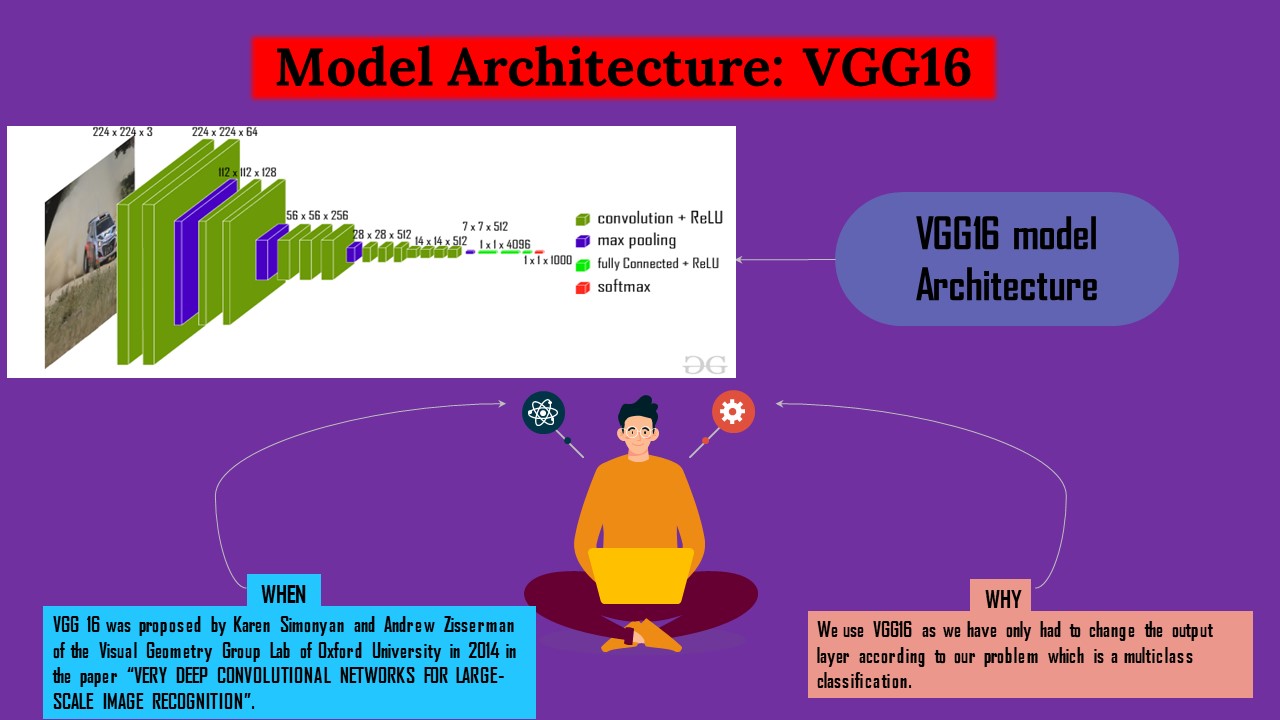 Model Architecture: VGG16
224 x 224 x 3
224 x 224 x 64
112 x 112 x 128
56 x 56 x 256
28 x 28 x 512
14 x 14 x 512
7 x 7 x 512
1 x 1 x 4096
1 x 1 x 1000
convolution + ReLU
max pooling
fully Connected + ReLU
softmax
VGG16 model
Architecture
WHEN
VGG 16 was proposed by Karen Simonyan and Andrew Zisserman
of the Visual Geometry Group Lab of Oxford University in 2014 in
the paper “VERY DEEP CONVOLUTIONAL NETWORKS FOR LARGE-
SCALE IMAGE RECOGNITION”.
WHY
We use VGG16 as we have only had to change the output
layer according to our problem which is a multiclass
classification.